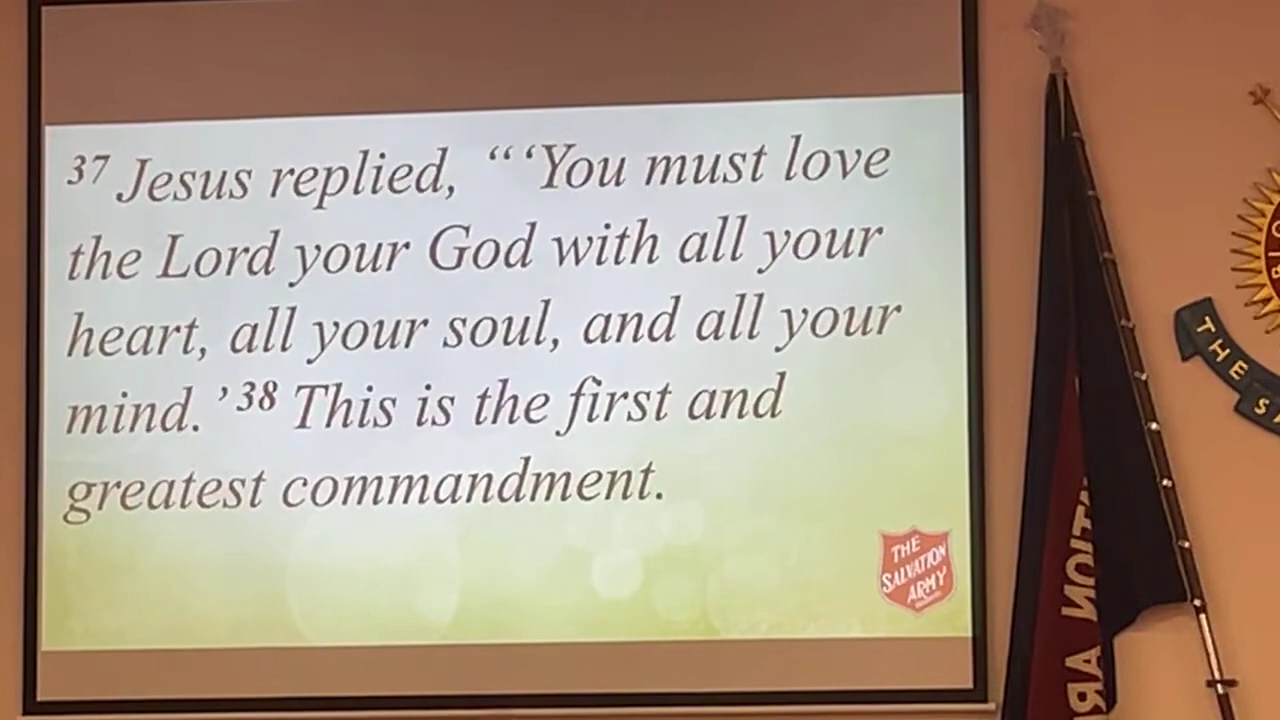 37 Jesus replied, “‘You must love
the Lord your God with all your
heart, all your soul, and all your
mind.’ 38 This is the first and
greatest commandment.
THE
SALVATION
ARMY
THE